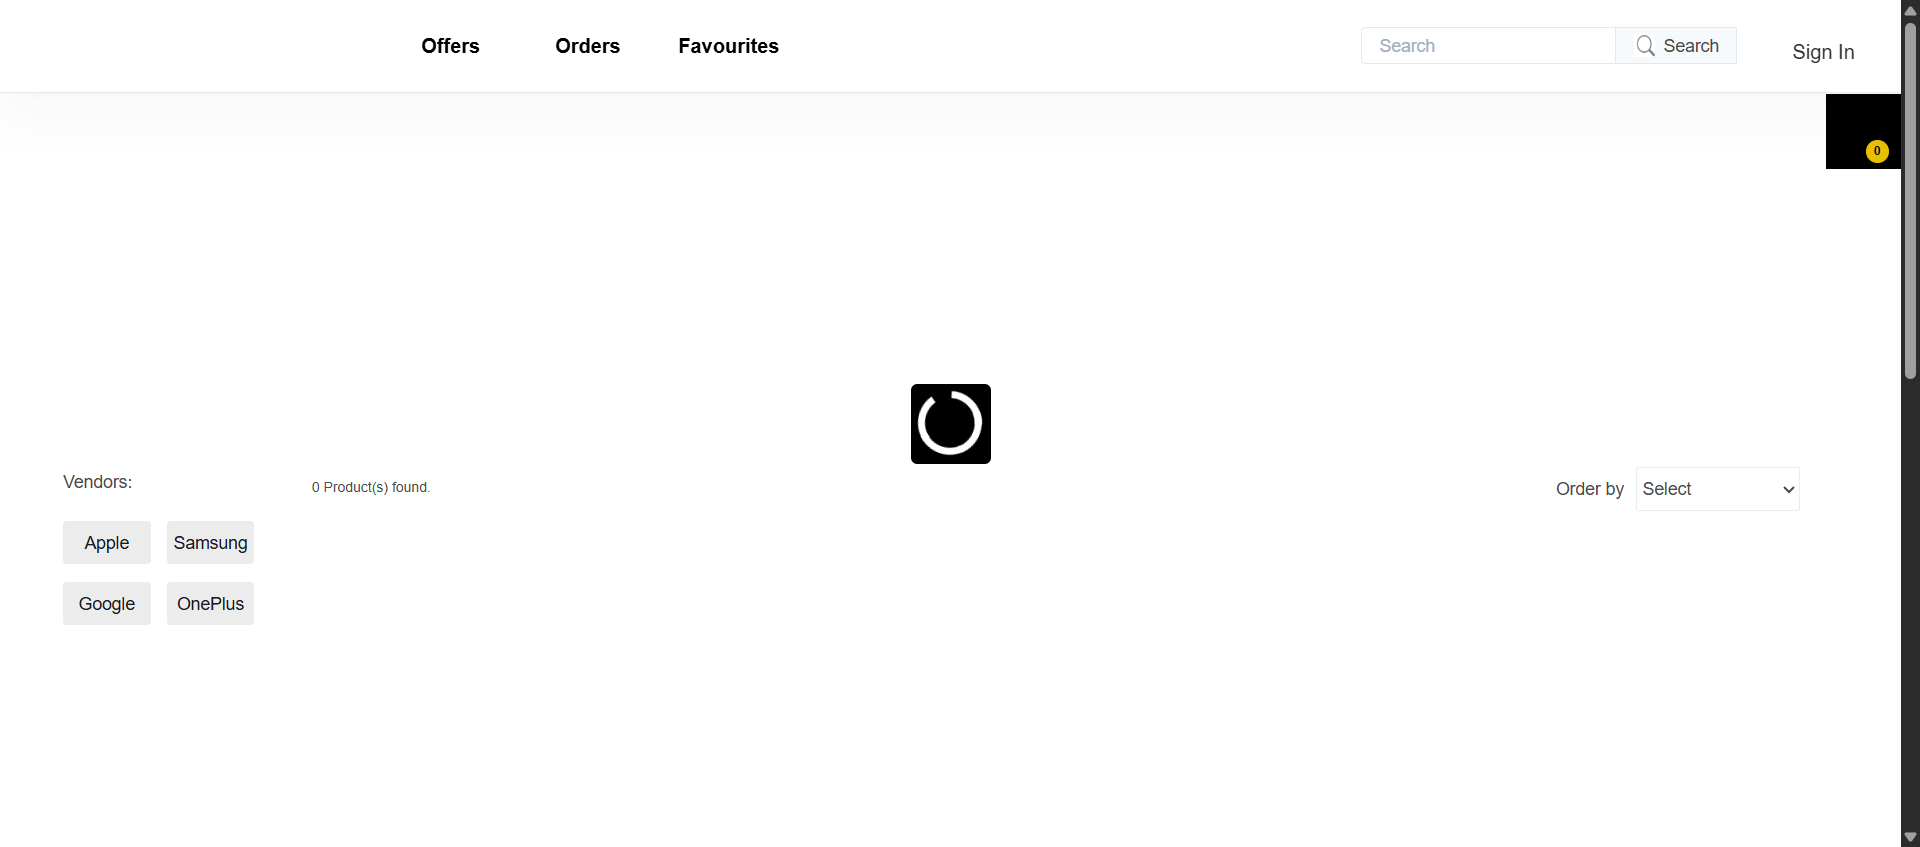 Offers Orders Favourites Search Search Sign In
0
Vendors: 0 Product(s) found. Order by Select
Apple Samsung
Google OnePlus